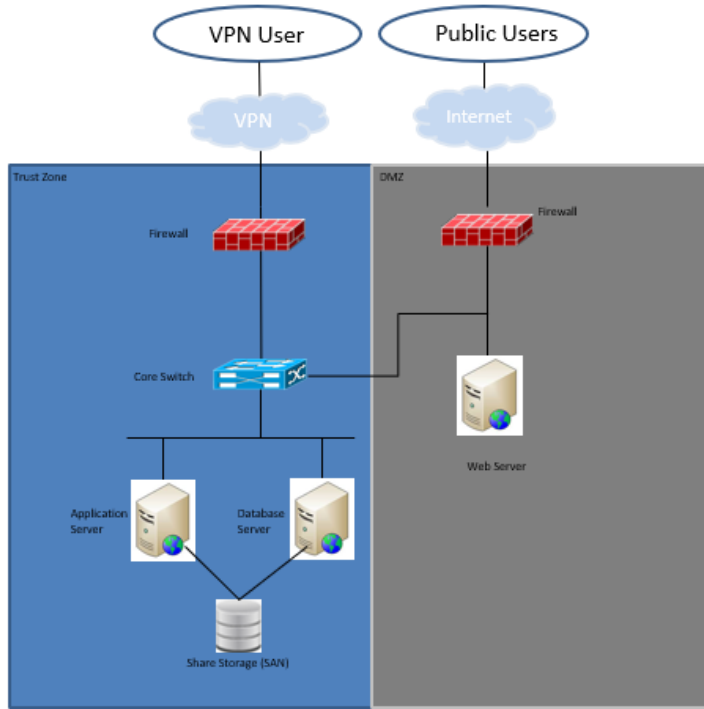 VPN User
Public Users
VPN
Internet
Trust Zone
DMZ
Firewall
Firewall
Core Switch
Web Server
Application
Server
Database
Server
Share Storage (SAN)